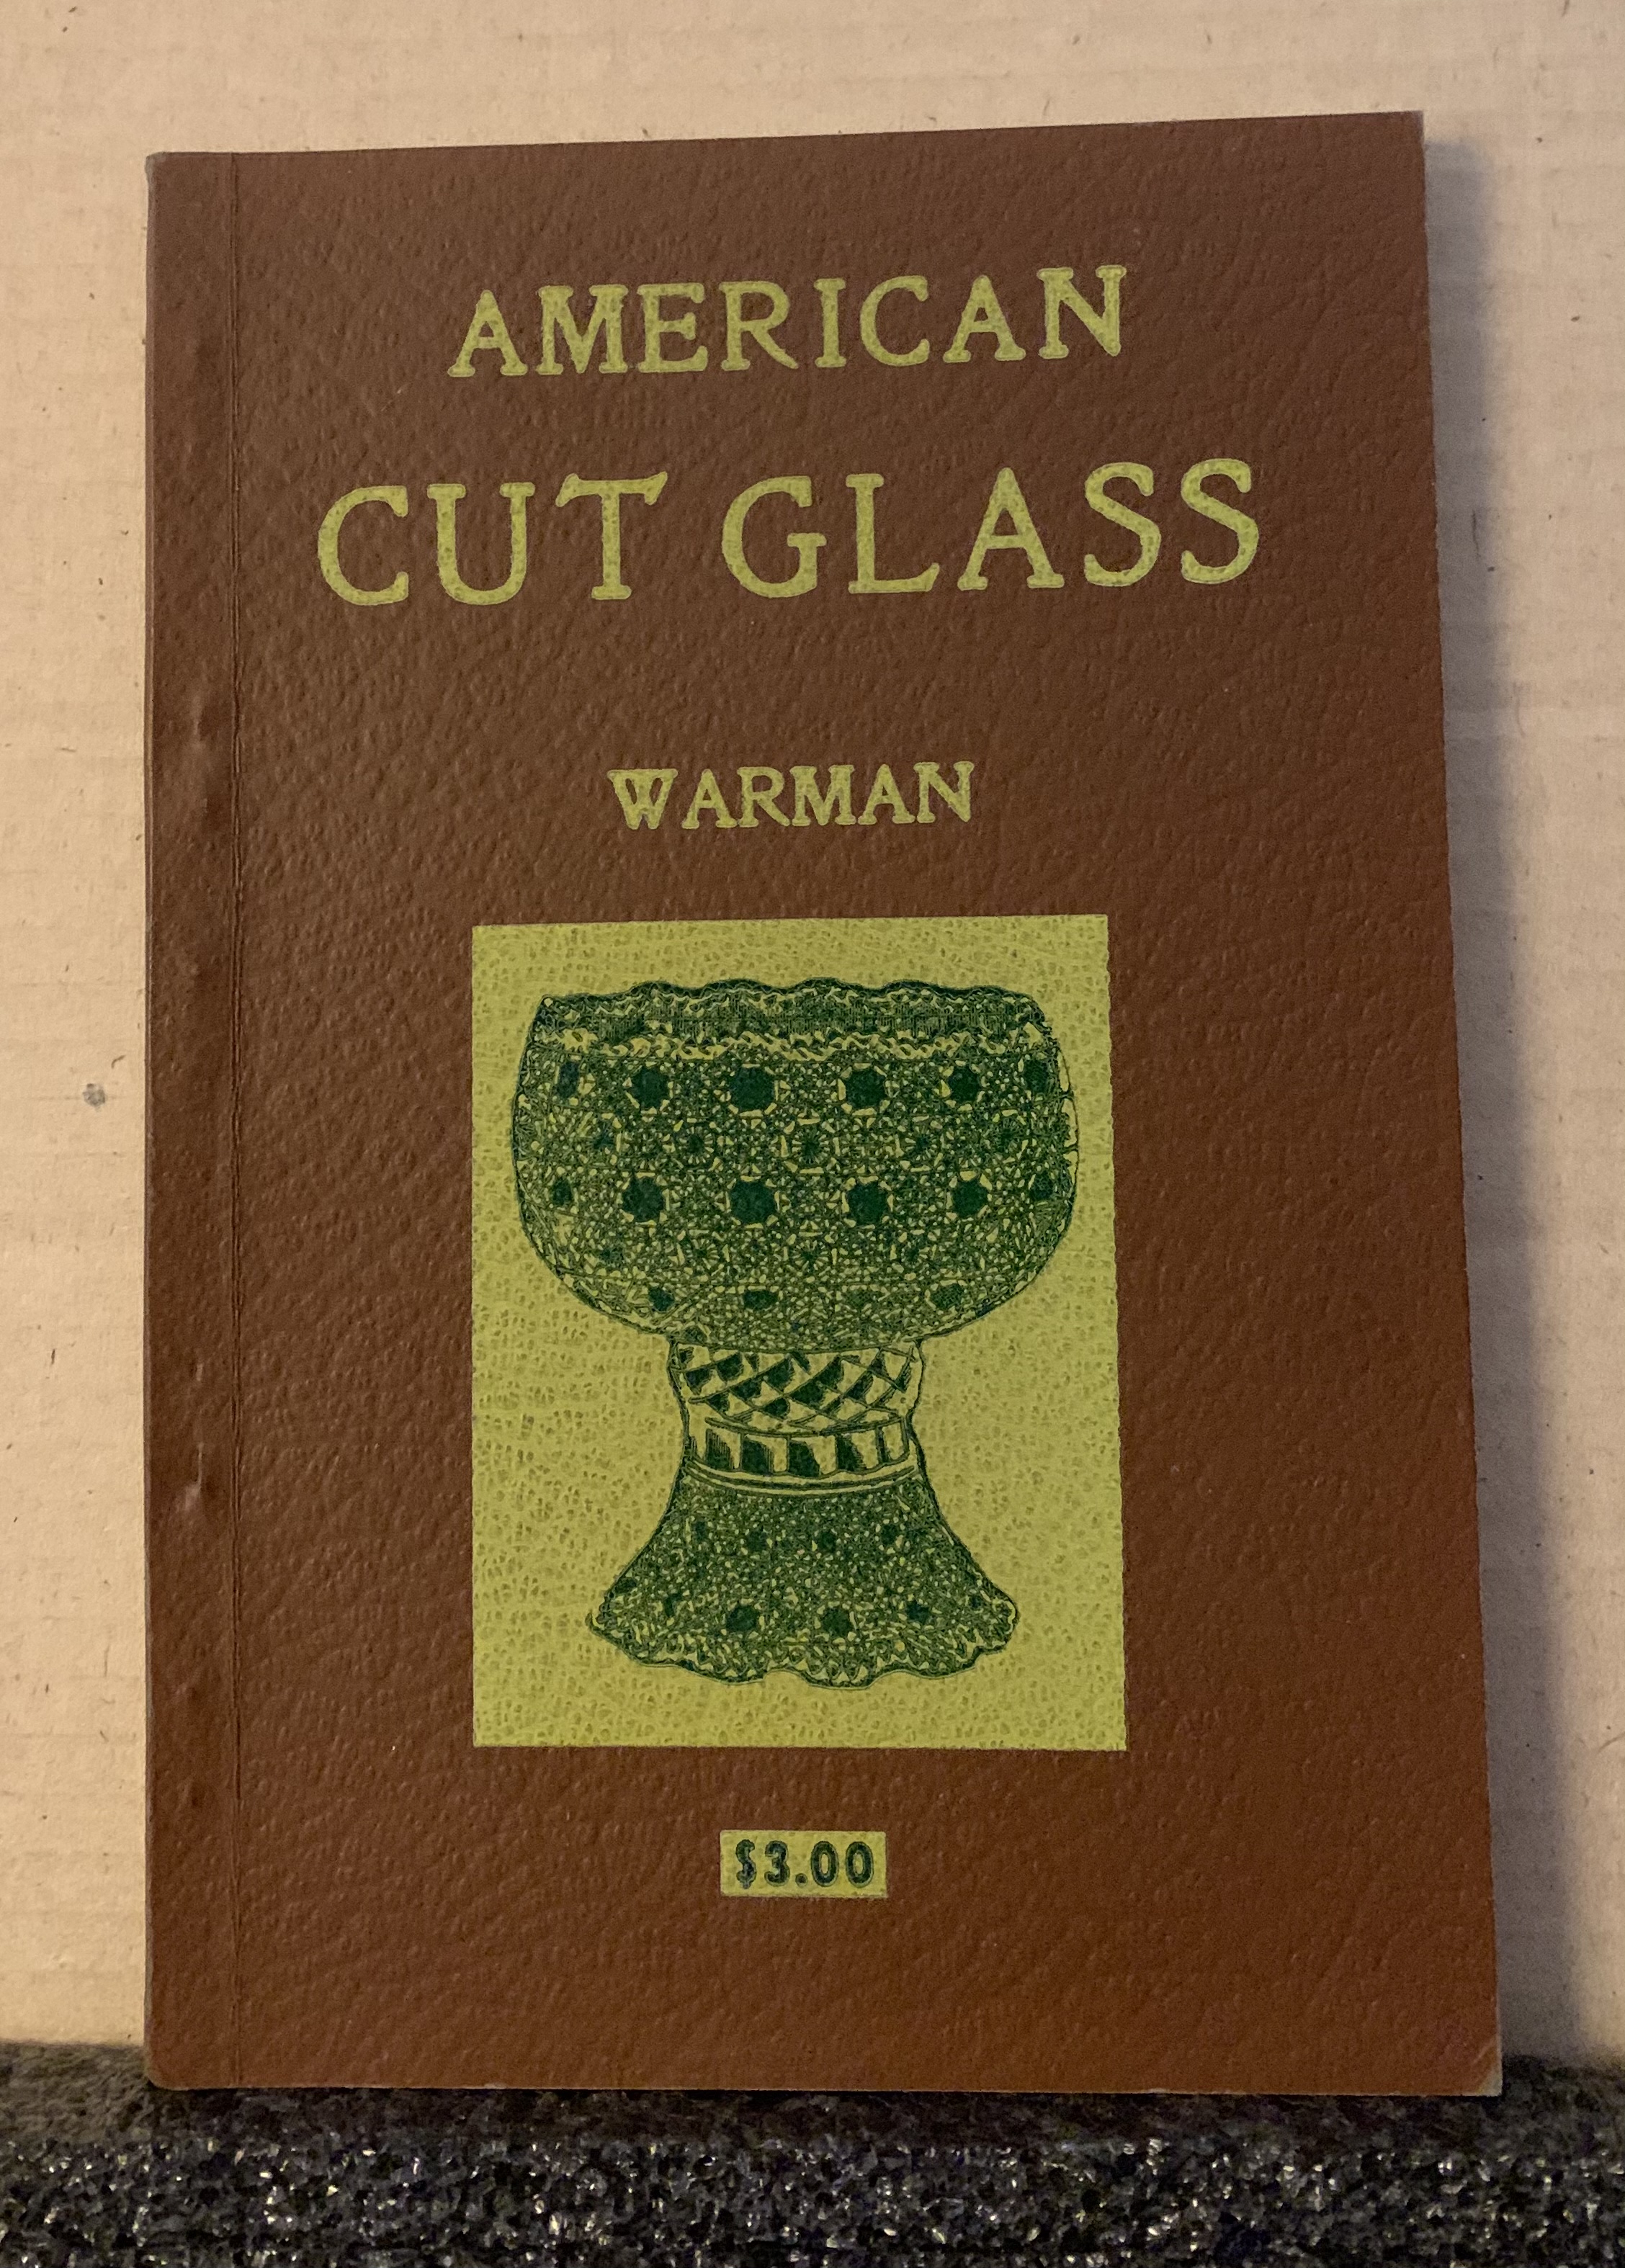 AMERICAN
CUT GLASS
WARMAN
$3.00